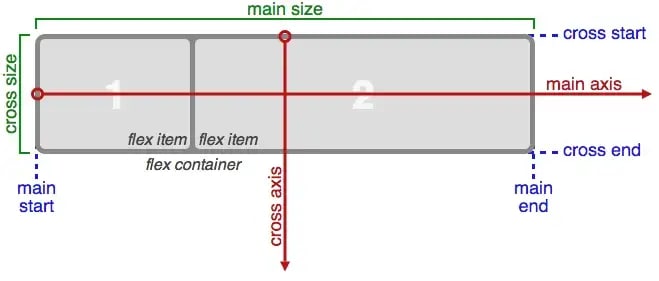 main size
cross start
cross size
1
2
main axis
flex item
flex item
cross end
flex container
main
start
cross axis
main
end